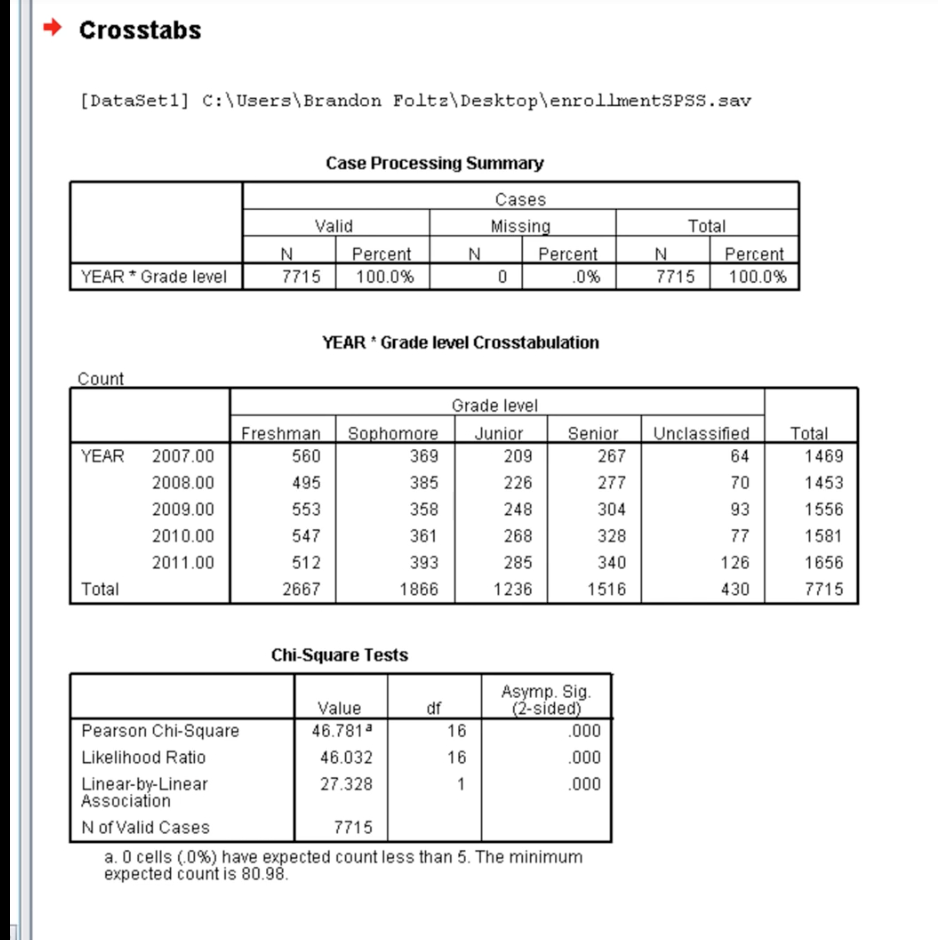 Crosstabs
[DataSet1] C:\Users\Brandon Foltz\Desktop\enrollmentSPSS.sav
Case Processing Summary
Cases
Valid Missing Total
N Percent N Percent N Percent
YEAR * Grade level 7715 100.0% 0 .0% 7715 100.0%
YEAR * Grade level Crosstabulation
Count
Grade level
Freshman Sophomore Junior Senior Unclassified Total
YEAR 2007.00 560 369 209 267 64 1469
2008.00 495 385 226 277 70 1453
2009.00 553 358 248 304 93 1556
2010.00 547 361 268 328 77 1581
2011.00 512 393 285 340 126 1656
Total 2667 1866 1236 1516 430 7715
Chi-Square Tests
Value df Asymp. Sig.
(2-sided)
Pearson Chi-Square 46.781ᵃ 16 .000
Likelihood Ratio 46.032 16 .000
Linear-by-Linear 27.328 1 .000
Association
N of Valid Cases 7715
a. 0 cells (.0%) have expected count less than 5. The minimum
expected count is 80.98.